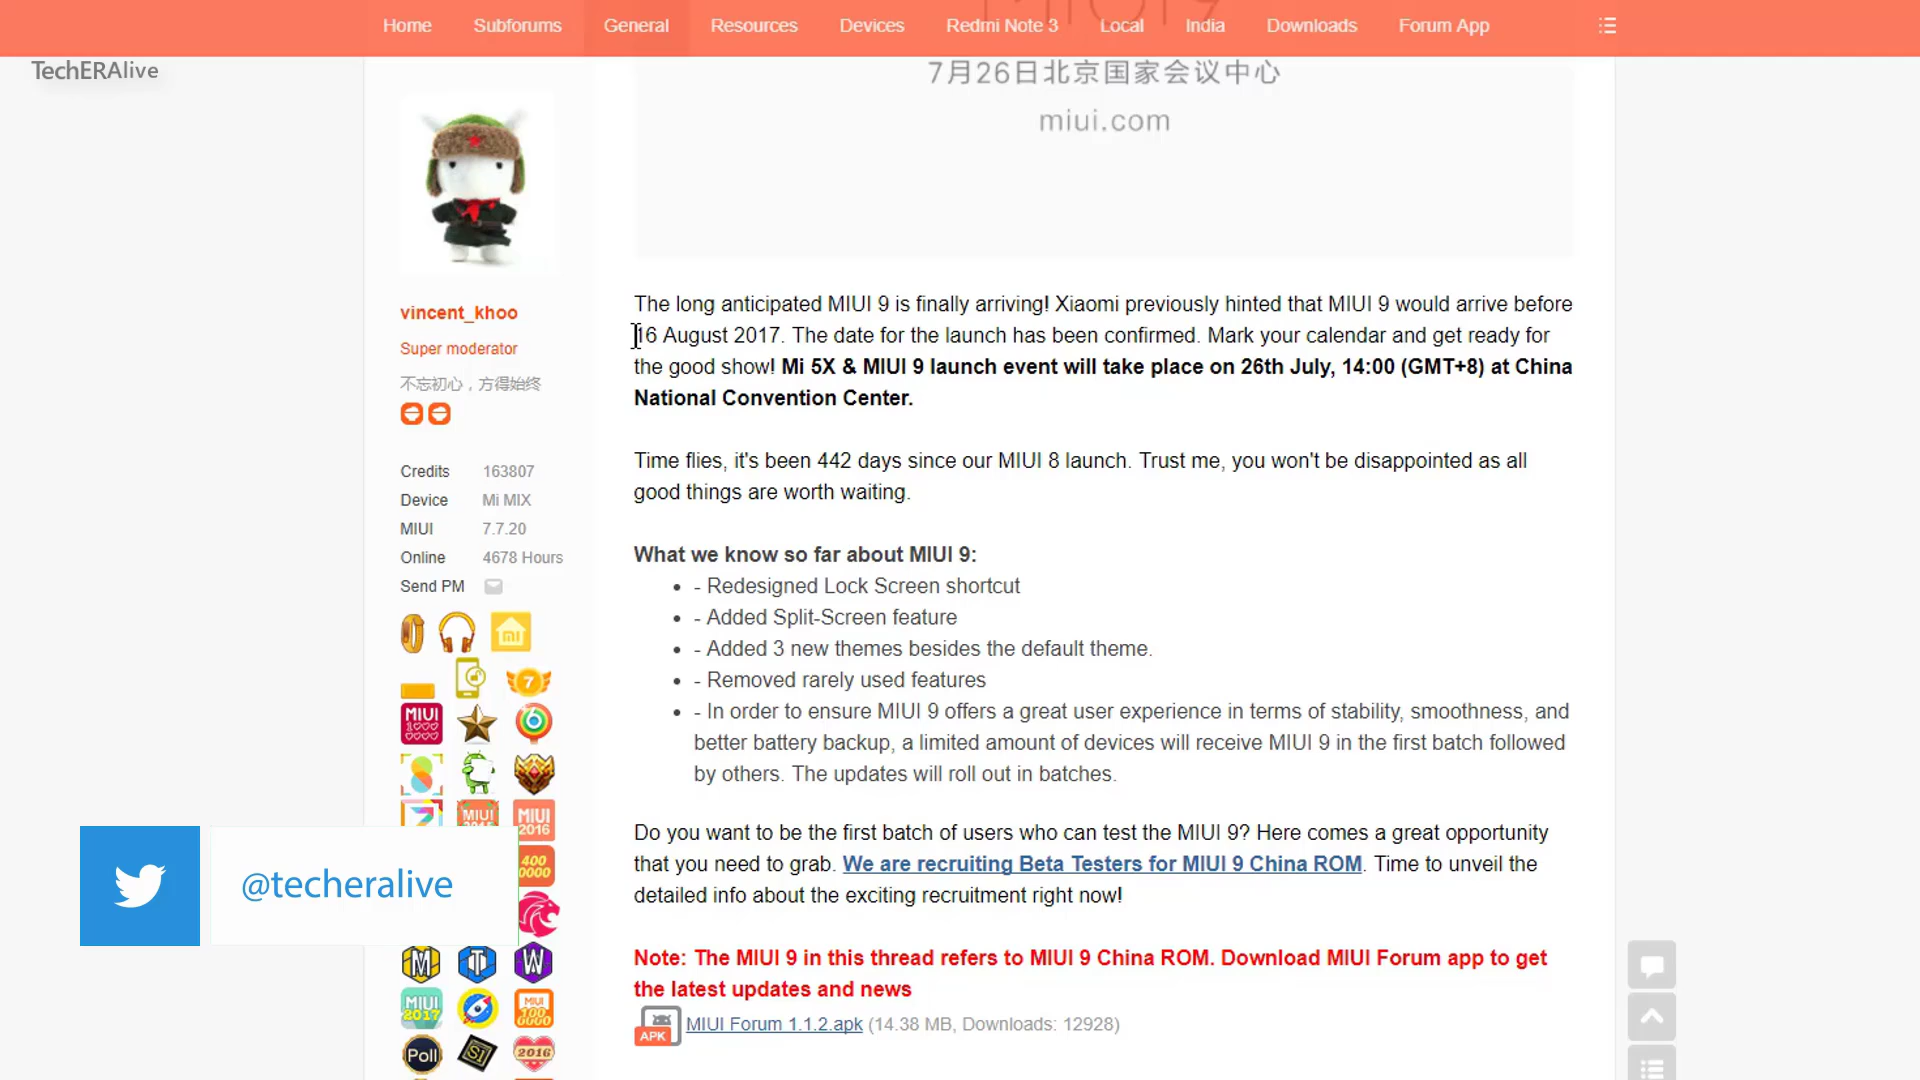 Home Subforums General Resources Devices Redmi Note 3 Local India Downloads Forum App
TechERAlive
7月26日北京国家会议中心
miui.com
vincent_khoo
Super moderator
不忘初心，方得始终
Credits 163807
Device Mi MIX
MIUI 7.7.20
Online 4678 Hours
Send PM
mi
7
MIUI
6
MIUI
MIUI
2016
400
0000
M T W
MIUI
2017
MIUI
100
0000
Poll
S1
2016
@techeralive
The long anticipated MIUI 9 is finally arriving! Xiaomi previously hinted that MIUI 9 would arrive before
16 August 2017. The date for the launch has been confirmed. Mark your calendar and get ready for
the good show! Mi 5X & MIUI 9 launch event will take place on 26th July, 14:00 (GMT+8) at China
National Convention Center.
Time flies, it's been 442 days since our MIUI 8 launch. Trust me, you won't be disappointed as all
good things are worth waiting.
What we know so far about MIUI 9:
• - Redesigned Lock Screen shortcut
• - Added Split-Screen feature
• - Added 3 new themes besides the default theme.
• - Removed rarely used features
• - In order to ensure MIUI 9 offers a great user experience in terms of stability, smoothness, and
better battery backup, a limited amount of devices will receive MIUI 9 in the first batch followed
by others. The updates will roll out in batches.
Do you want to be the first batch of users who can test the MIUI 9? Here comes a great opportunity
that you need to grab. We are recruiting Beta Testers for MIUI 9 China ROM. Time to unveil the
detailed info about the exciting recruitment right now!
Note: The MIUI 9 in this thread refers to MIUI 9 China ROM. Download MIUI Forum app to get
the latest updates and news
APK MIUI Forum 1.1.2.apk (14.38 MB, Downloads: 12928)